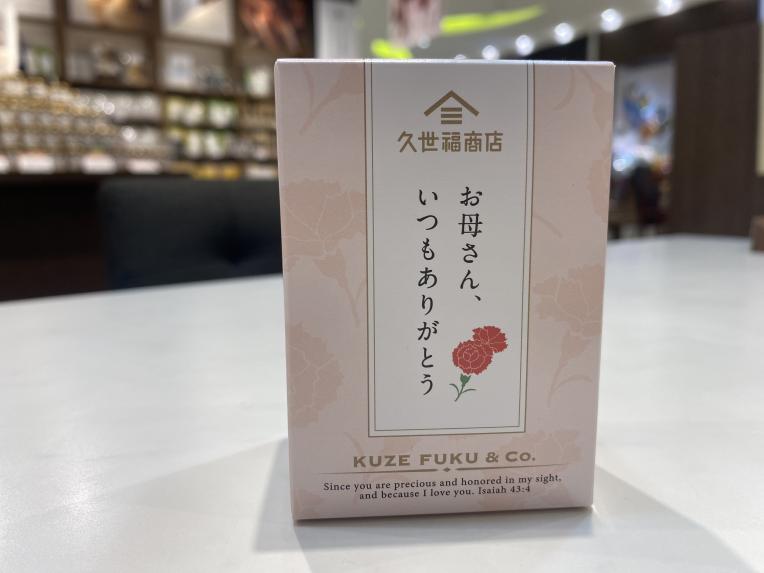 久世福商店
お母さん、
いつもありがとう
KUZE FUKU & Co.
Since you are precious and honored in my sight,
and because I love you. Isaiah 43:4